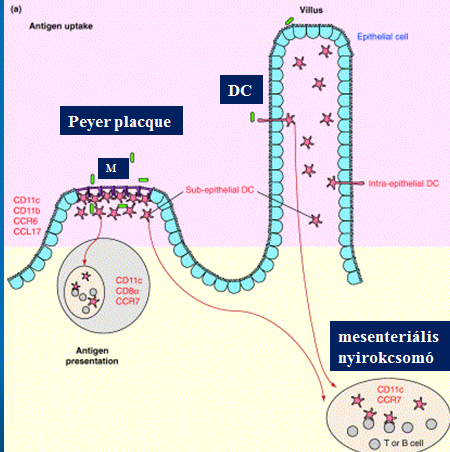 (a)
Antigen uptake
Villus
Epithelial cell
DC
Peyer placque
M
CD11c
CD11b
CCR6
CCL17
Sub-epithelial DC
Intra-epithelial DC
CD11c
CD8α
CCR7
Antigen
presentation
mesenteriális
nyirokcsomó
CD11c
CCR7
T or B cell